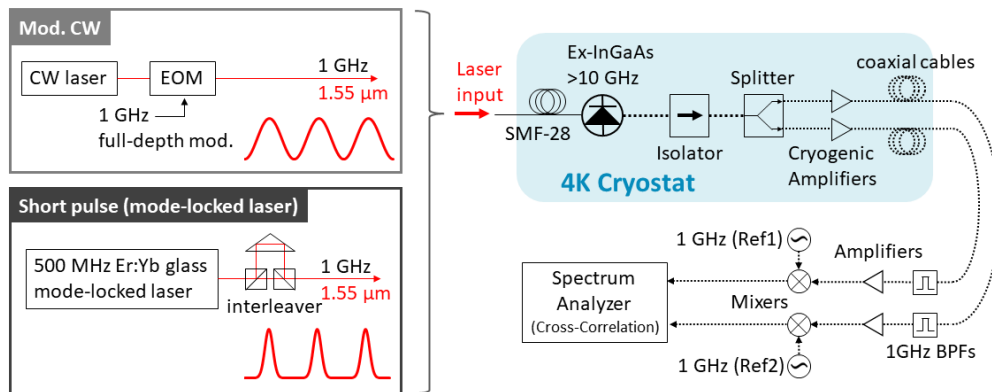 Mod. CW
CW laser
EOM
1 GHz
1.55 µm
1 GHz
full-depth mod.
Short pulse (mode-locked laser)
500 MHz Er:Yb glass
mode-locked laser
interleaver
1 GHz
1.55 µm
Laser
input
SMF-28
Ex-InGaAs
>10 GHz
Isolator
Splitter
coaxial cables
Cryogenic
Amplifiers
4K Cryostat
1 GHz (Ref1)
Amplifiers
Spectrum
Analyzer
(Cross-Correlation)
Mixers
1 GHz (Ref2)
1GHz BPFs